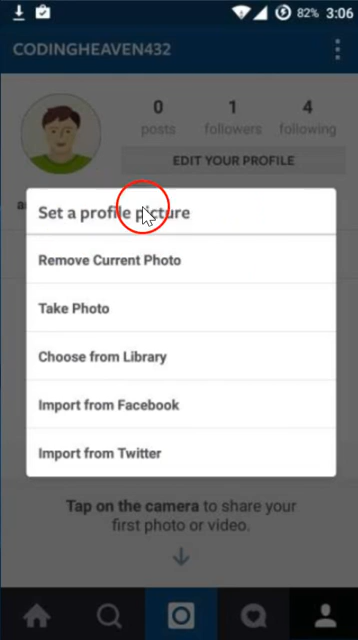 82% 3:06
CODINGHEAVEN432
0 1 4
posts followers following
EDIT YOUR PROFILE
Set a profile picture
Remove Current Photo
Take Photo
Choose from Library
Import from Facebook
Import from Twitter
Tap on the camera to share your
first photo or video.